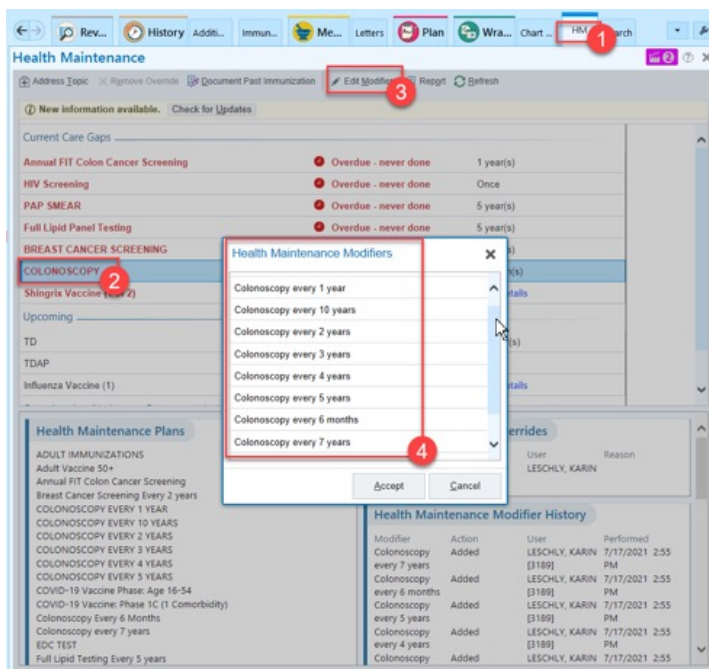 Rev... History Additi... Immun... Me... Letters Plan Wra... Chart ... HM 1 arch
Health Maintenance
Address Topic Remove Override Document Past Immunization Edit Modifier Report Refresh
3
New information available. Check for Updates
Current Care Gaps
Annual FIT Colon Cancer Screening Overdue - never done 1 year(s)
HIV Screening Overdue - never done Once
PAP SMEAR Overdue - never done 5 year(s)
Full Lipid Panel Testing Overdue - never done 5 year(s)
BREAST CANCER SCREENING
COLONOSCOPY 2
Shingrix Vaccine 2)
Upcoming
TD
TDAP
Influenza Vaccine (1)
Health Maintenance Modifiers
Colonoscopy every 1 year
Colonoscopy every 10 years
Colonoscopy every 2 years
Colonoscopy every 3 years
Colonoscopy every 4 years
Colonoscopy every 5 years
Colonoscopy every 6 months
Colonoscopy every 7 years
4
Accept Cancel
Health Maintenance Plans
ADULT IMMUNIZATIONS
Adult Vaccine 50+
Annual FIT Colon Cancer Screening
Breast Cancer Screening Every 2 years
COLONOSCOPY EVERY 1 YEAR
COLONOSCOPY EVERY 10 YEARS
COLONOSCOPY EVERY 2 YEARS
COLONOSCOPY EVERY 3 YEARS
COLONOSCOPY EVERY 4 YEARS
COLONOSCOPY EVERY 5 YEARS
COVID-19 Vaccine Phase: Age 16-54
COVID-19 Vaccine: Phase 1C (1 Comorbidity)
Colonoscopy Every 6 Months
Colonoscopy every 7 years
EDC TEST
Full Lipid Testing Every 5 years
errides
User Reason
LESCHLY, KARIN
Health Maintenance Modifier History
Modifier Action User Performed
Colonoscopy Added LESCHLY, KARIN 7/17/2021 2:55
every 7 years [3189] PM
Colonoscopy Added LESCHLY, KARIN 7/17/2021 2:55
every 6 months [3189] PM
Colonoscopy Added LESCHLY, KARIN 7/17/2021 2:55
every 5 years [3189] PM
Colonoscopy Added LESCHLY, KARIN 7/17/2021 2:55
every 4 years [3189] PM
Colonoscopy Added LESCHLY, KARIN 7/17/2021 2:55